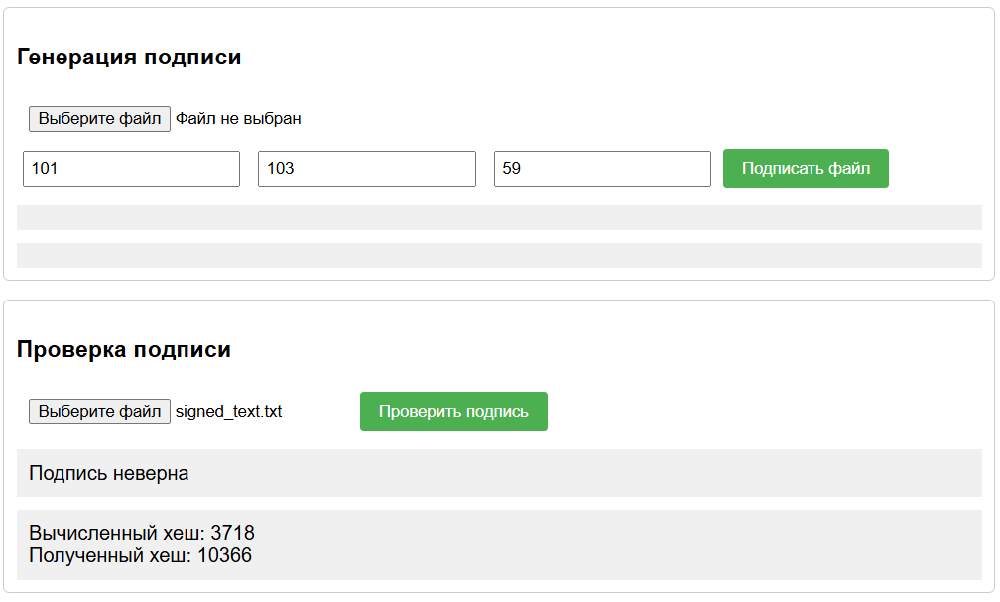 Генерация подписи
Выберите файл Файл не выбран
101 103 59 Подписать файл
Проверка подписи
Выберите файл signed_text.txt Проверить подпись
Подпись неверна
Вычисленный хеш: 3718
Полученный хеш: 10366